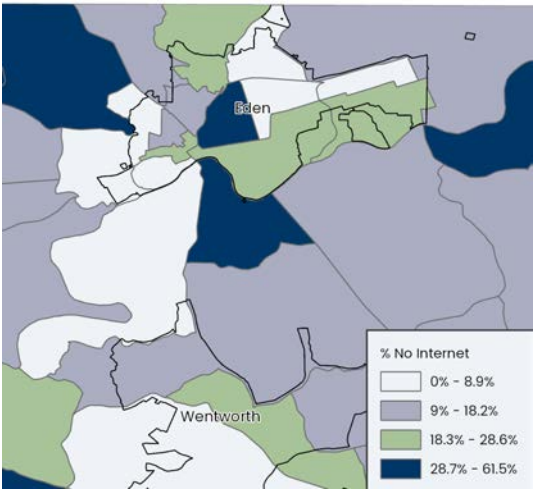 Eden
Wentworth
% No Internet
0% - 8.9%
9% - 18.2%
18.3% - 28.6%
28.7% - 61.5%